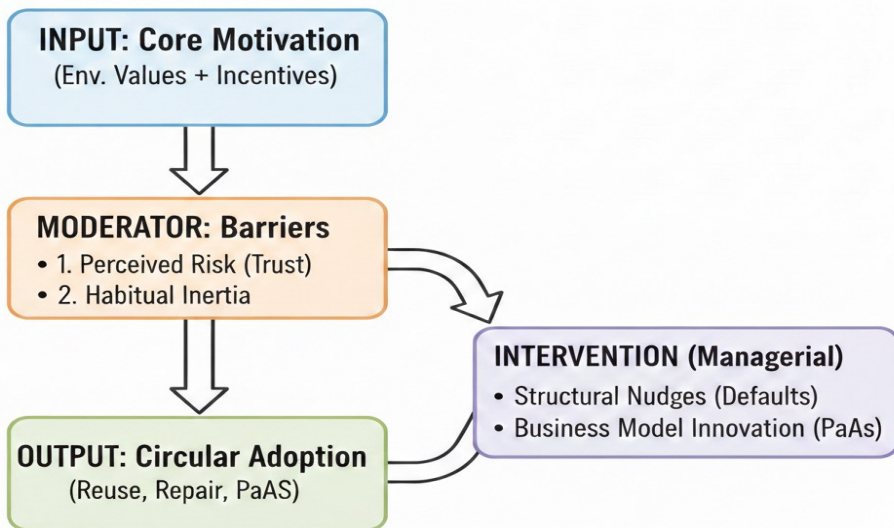 INPUT: Core Motivation
(Env. Values + Incentives)
MODERATOR: Barriers
• 1. Perceived Risk (Trust)
• 2. Habitual Inertia
INTERVENTION (Managerial)
• Structural Nudges (Defaults)
• Business Model Innovation (PaAs)
OUTPUT: Circular Adoption
(Reuse, Repair, PaAS)